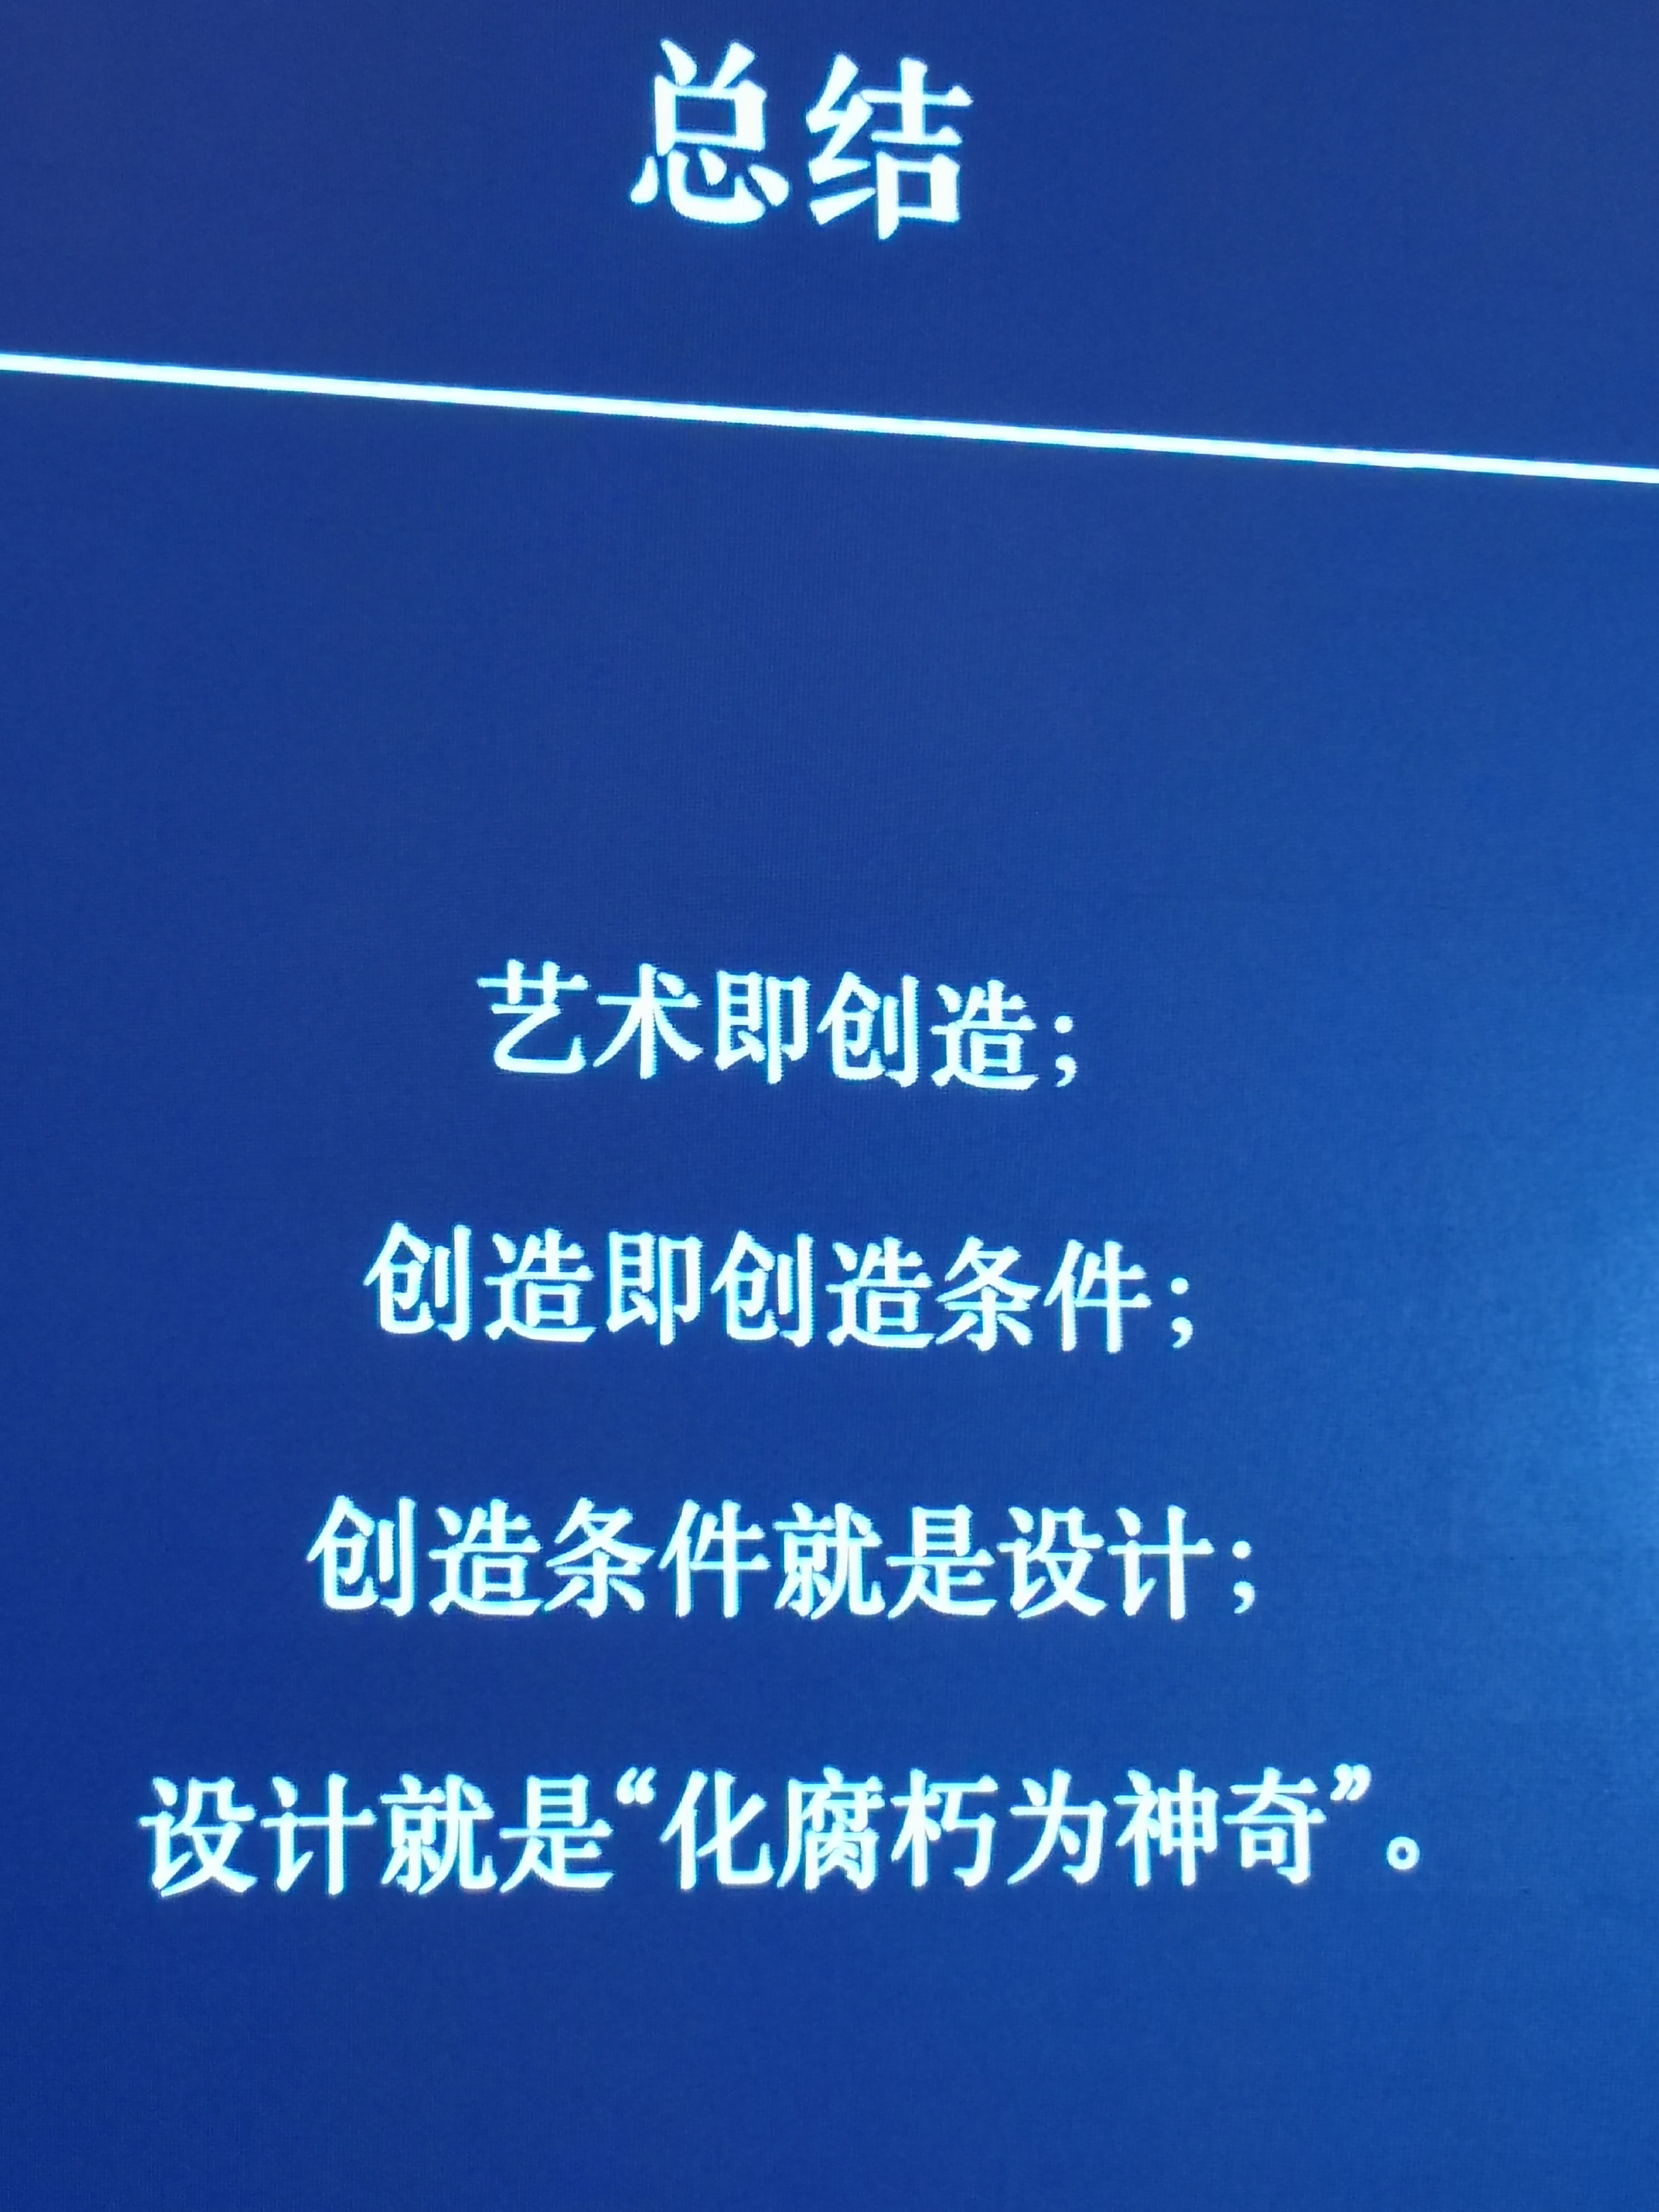 总结
艺术即创造；
创造即创造条件；
创造条件就是设计；
设计就是“化腐朽为神奇”。